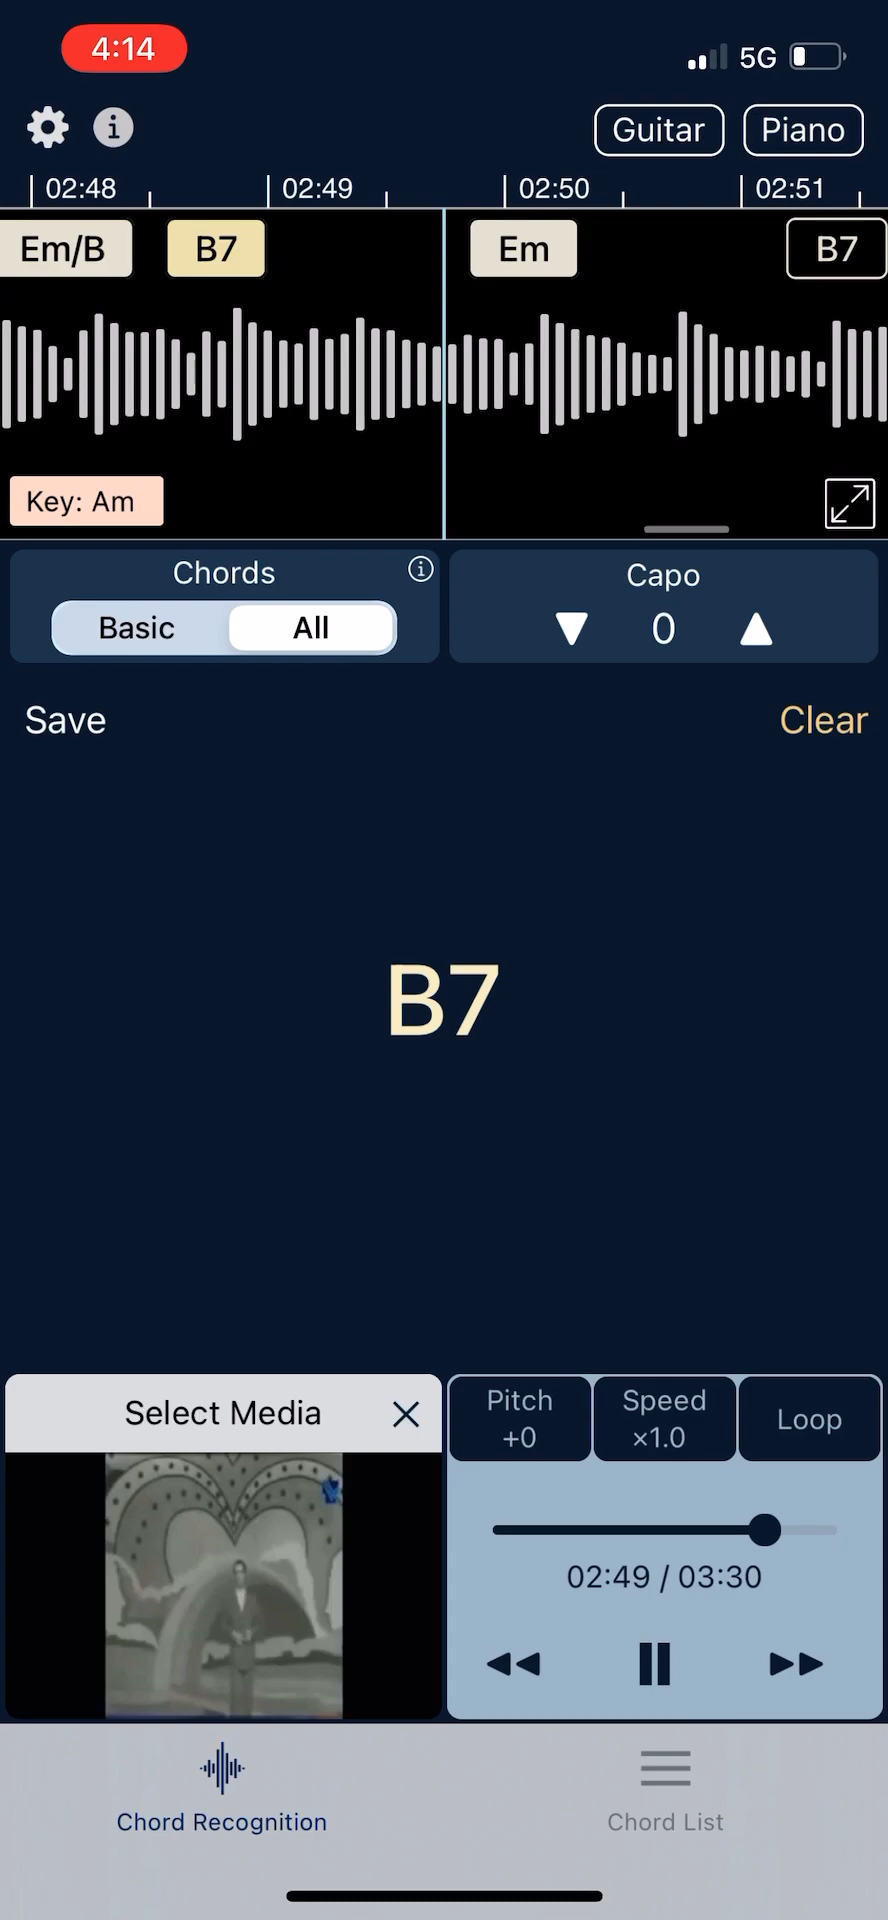 4:14
5G
Guitar
Piano
02:48
02:49
02:50
02:51
Em/B
B7
Em
B7
Key: Am
Chords
Basic
All
Capo
0
Save
Clear
B7
Select Media
Pitch
+0
Speed
×1.0
Loop
02:49 / 03:30
Chord Recognition
Chord List